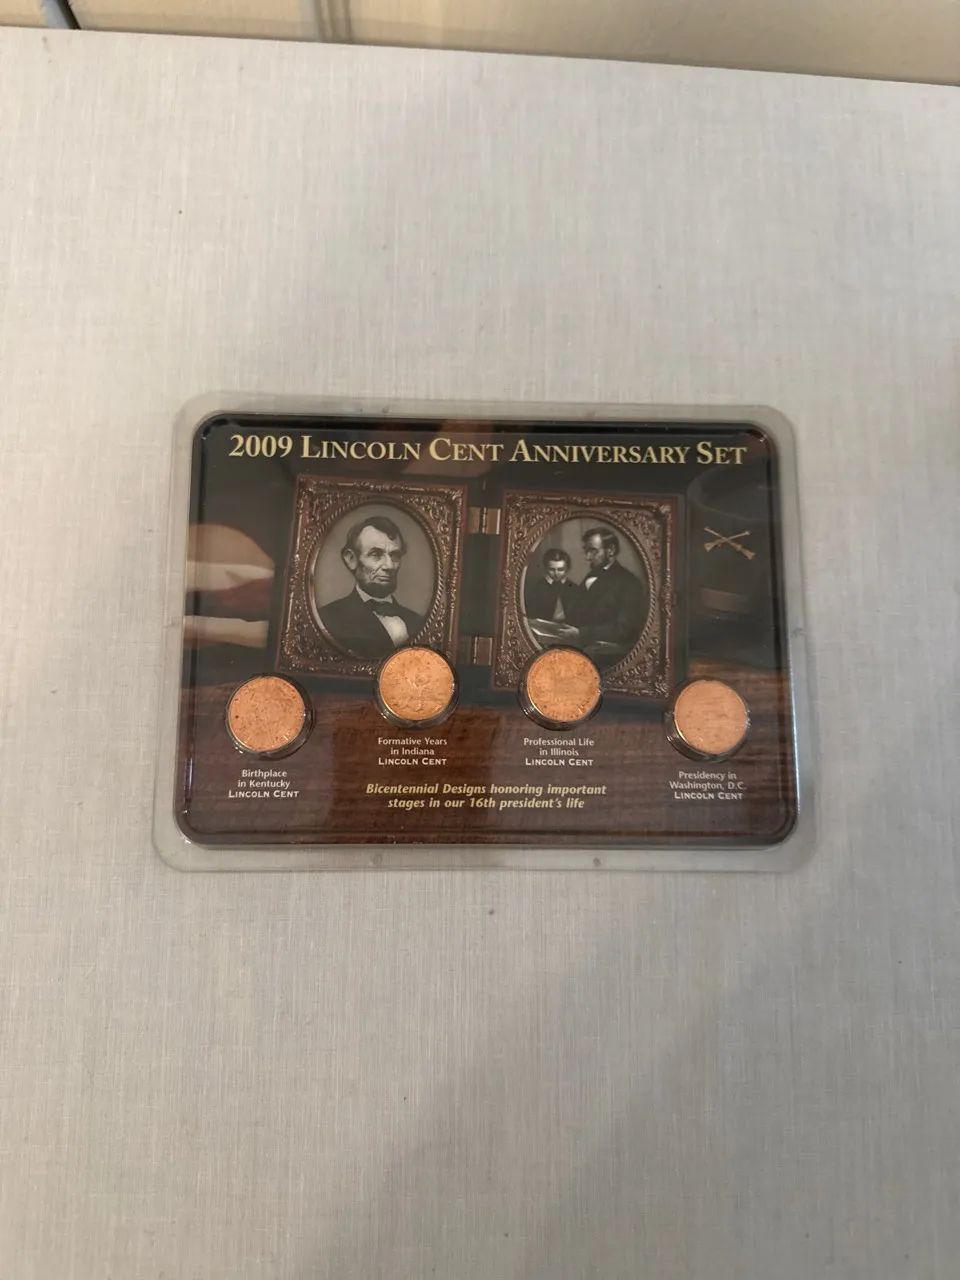 2009 LINCOLN CENT ANNIVERSARY SET
Birthplace
in Kentucky
LINCOLN CENT
Formative Years
in Indiana
LINCOLN CENT
Professional Life
in Illinois
LINCOLN CENT
Presidency in
Washington, D.C.
LINCOLN CENT
Bicentennial Designs honoring important
stages in our 16th president's life